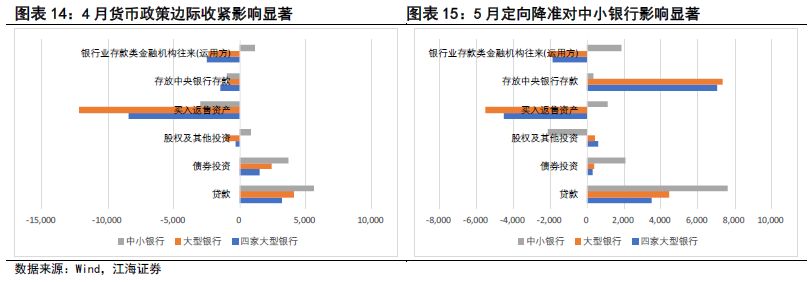 图表 14：4 月货币政策边际收紧影响显著
银行业存款类金融机构往来(运用方)
存放中央银行存款
买入返售资产
股权及其他投资
债券投资
贷款
-15,000 -10,000 -5,000 0 5,000 10,000
中小银行 大型银行 四家大型银行
图表 15：5 月定向降准对中小银行影响显著
银行业存款类金融机构往来(运用方)
存放中央银行存款
买入返售资产
股权及其他投资
债券投资
贷款
-8,000 -6,000 -4,000 -2,000 0 2,000 4,000 6,000 8,000 10,000
中小银行 大型银行 四家大型银行
数据来源：Wind，江海证券